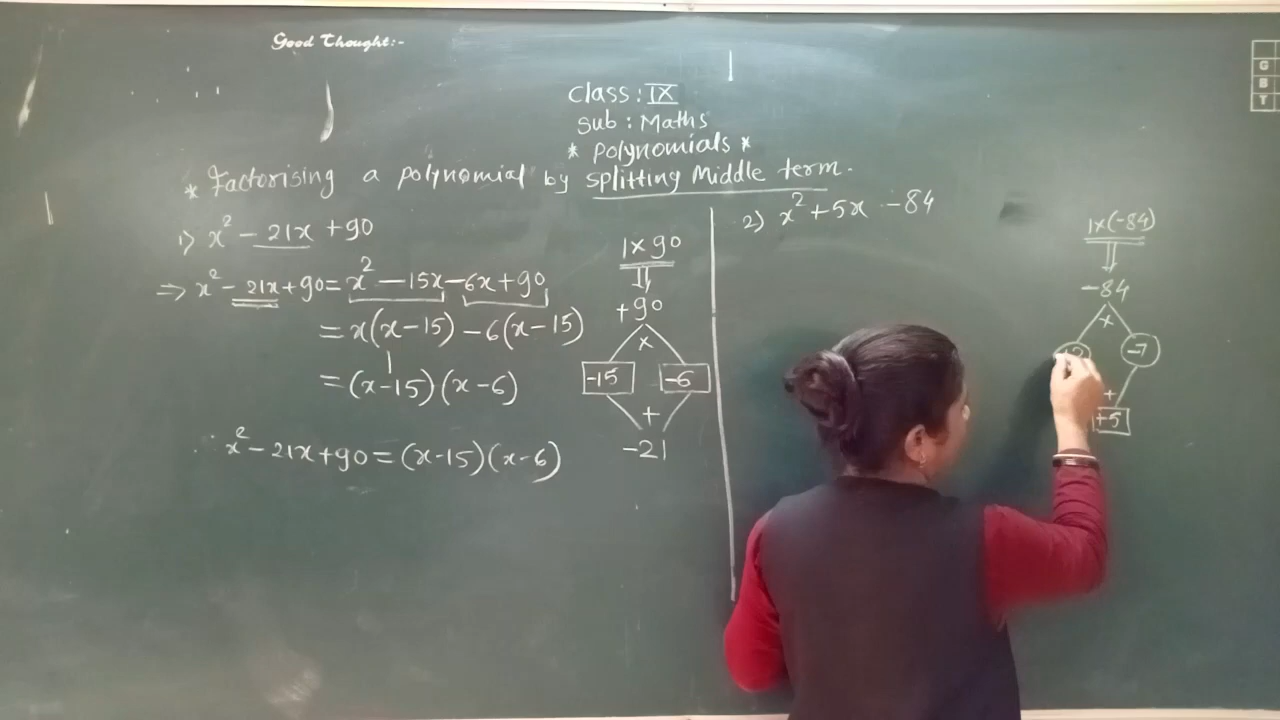 Good Thought:-
Class : IX
Sub : Maths
* Polynomials *
* Factorising a polynomial by splitting Middle term.
1) x² - 21x + 90
⇒ x² - 21x + 90 = x² - 15x - 6x + 90
= x(x - 15) - 6(x - 15)
= (x - 15)(x - 6)
∴ x² - 21x + 90 = (x - 15)(x - 6)
1 x 90
⇓
+90
x
-15 -6
+
-21
2) x² + 5x - 84
1x(-84)
⇓
-84
x
-7
+
+5
G
B
T